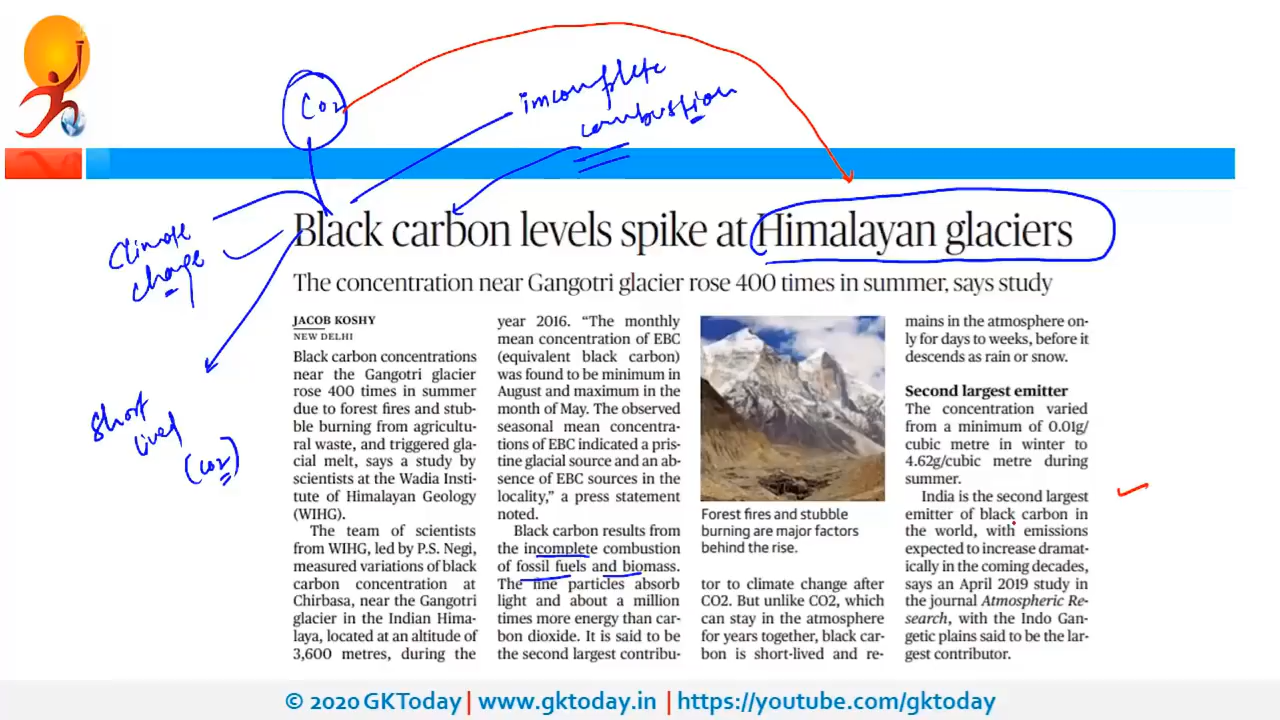 CO2
incomplete
combustion
Black carbon levels spike at Himalayan glaciers
climate
change
The concentration near Gangotri glacier rose 400 times in summer, says study
short
lived
(CO2)
JACOB KOSHY
NEW DELHI
Black carbon concentrations
near the Gangotri glacier
rose 400 times in summer
due to forest fires and stub-
ble burning from agricultu-
ral waste, and triggered gla-
cial melt, says a study by
scientists at the Wadia Insti-
tute of Himalayan Geology
(WIHG).
The team of scientists
from WIHG, led by P.S. Negi,
measured variations of black
carbon concentration at
Chirbasa, near the Gangotri
glacier in the Indian Hima-
laya, located at an altitude of
3,600 metres, during the
year 2016. “The monthly
mean concentration of EBC
(equivalent black carbon)
was found to be minimum in
August and maximum in the
month of May. The observed
seasonal mean concentra-
tions of EBC indicated a pris-
tine glacial source and an ab-
sence of EBC sources in the
locality,” a press statement
noted.
Black carbon results from
the incomplete combustion
of fossil fuels and biomass.
The fine particles absorb
light and about a million
times more energy than car-
bon dioxide. It is said to be
the second largest contribu-
Forest fires and stubble
burning are major factors
behind the rise.
tor to climate change after
CO2. But unlike CO2, which
can stay in the atmosphere
for years together, black car-
bon is short-lived and re-
mains in the atmosphere on-
ly for days to weeks, before it
descends as rain or snow.
Second largest emitter
The concentration varied
from a minimum of 0.01g/
cubic metre in winter to
4.62g/cubic metre during
summer.
India is the second largest
emitter of black carbon in
the world, with emissions
expected to increase dramat-
ically in the coming decades,
says an April 2019 study in
the journal Atmospheric Re-
search, with the Indo Gan-
getic plains said to be the lar-
gest contributor.
© 2020 GKToday | www.gktoday.in | https://youtube.com/gktoday